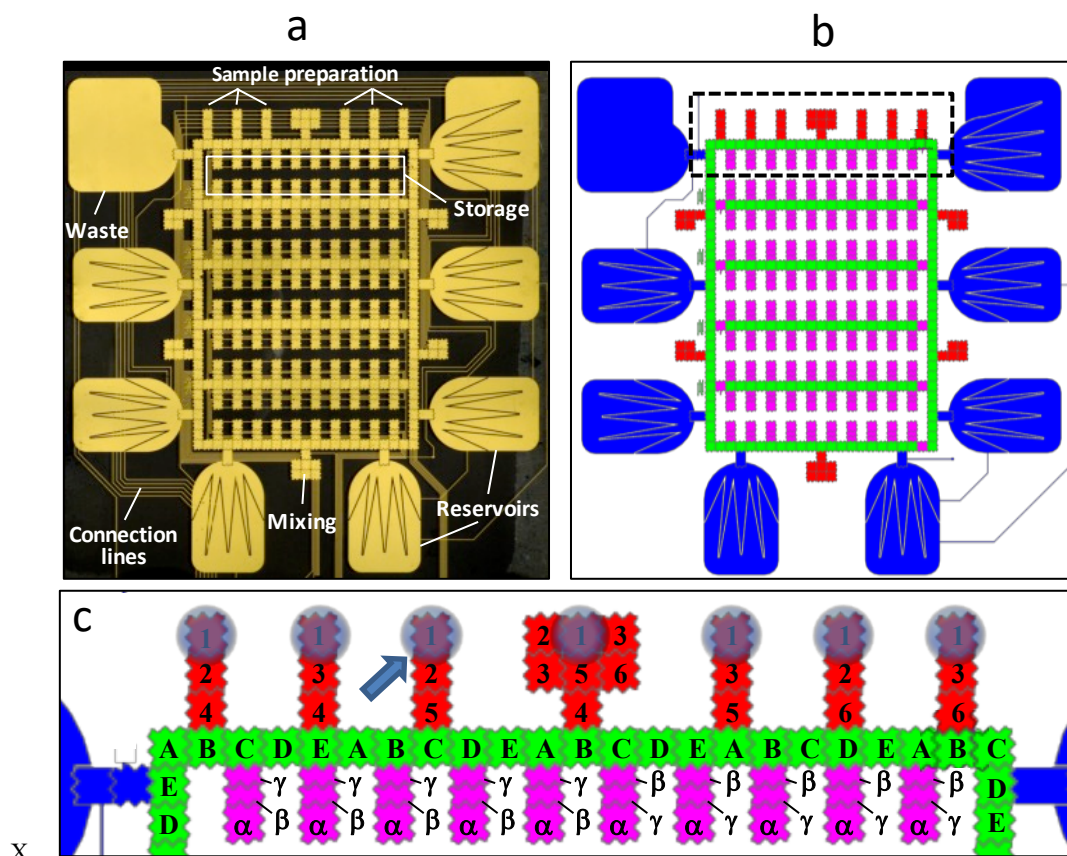 a
b
Sample preparation
Storage
Waste
Reservoirs
Mixing
Connection
lines
c
1 1 1 2 1 3 1 1 1
2 3 2 3 5 6 3 2 3
4 4 5 4 5 6 6
A B C D E A B C D E A B C D E A B C D E A B C
E γ γ γ γ γ β β β β β D
D α β α β α β α β α β α γ α γ α γ α γ α γ E
x